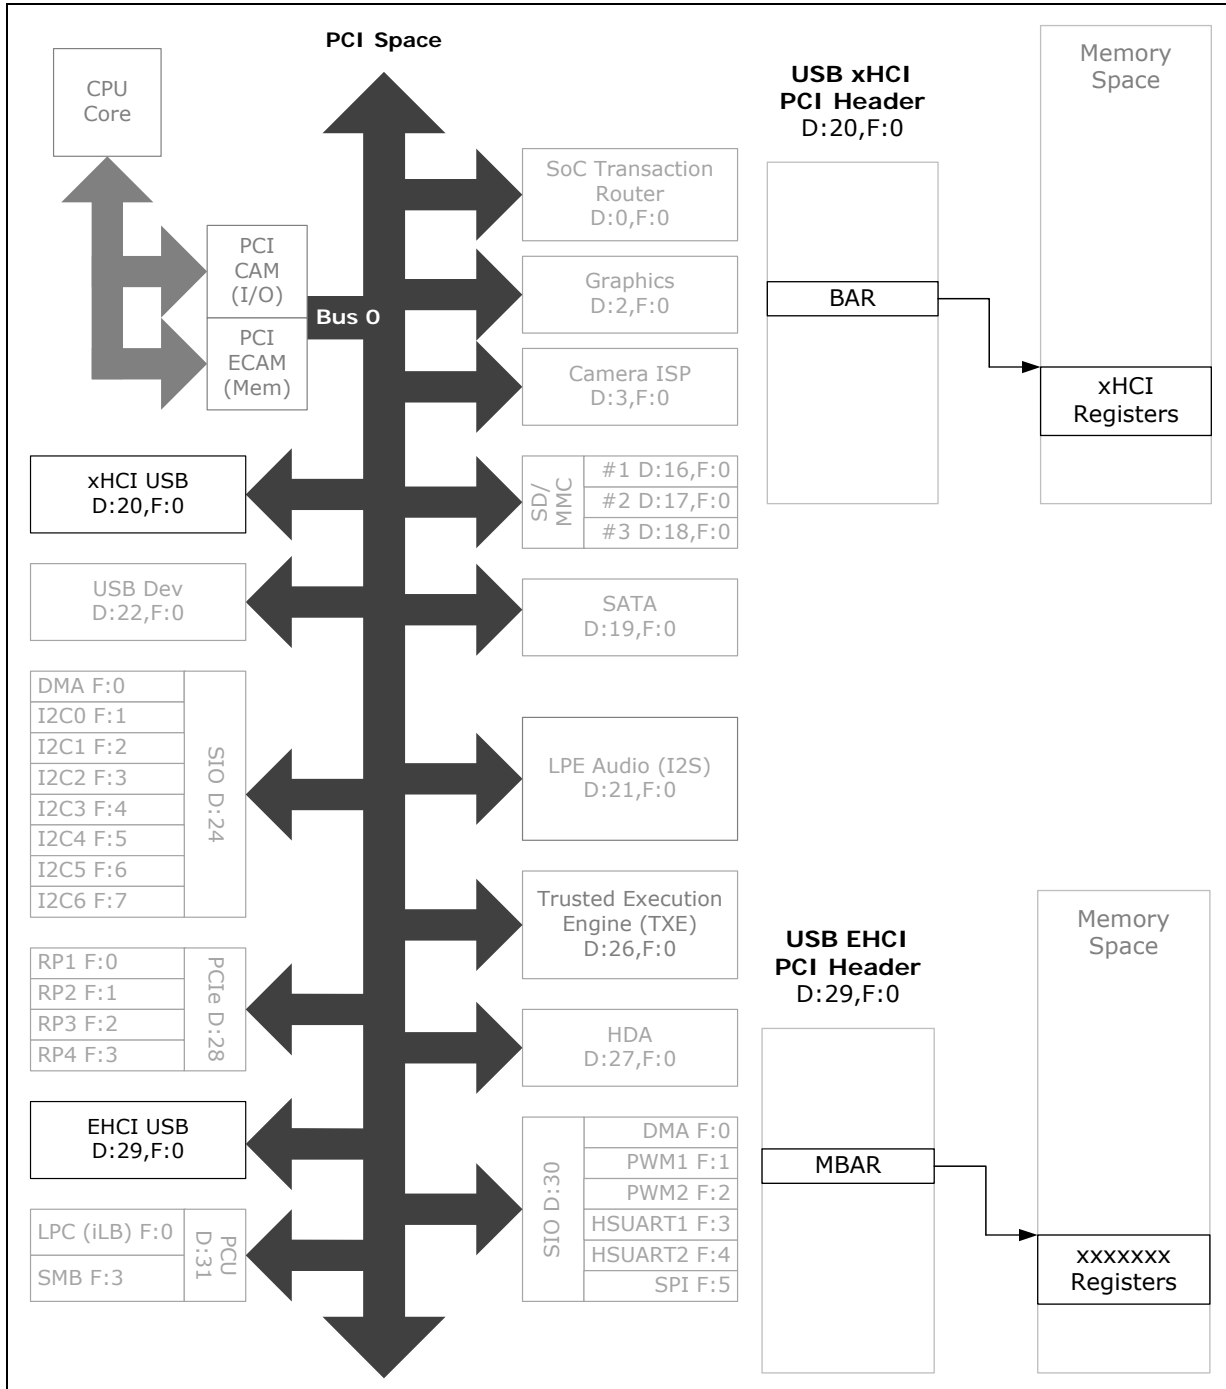 PCI Space
CPU
Core
PCI
CAM
(I/O)
PCI
ECAM
(Mem)
Bus 0
xHCI USB
D:20,F:0
USB Dev
D:22,F:0
DMA F:0
I2C0 F:1
I2C1 F:2
I2C2 F:3
I2C3 F:4
I2C4 F:5
I2C5 F:6
I2C6 F:7
SIO D:24
RP1 F:0
RP2 F:1
RP3 F:2
RP4 F:3
PCIe D:28
EHCI USB
D:29,F:0
LPC (iLB) F:0
SMB F:3
PCU
D:31
SoC Transaction
Router
D:0,F:0
Graphics
D:2,F:0
Camera ISP
D:3,F:0
SD/
MMC
#1 D:16,F:0
#2 D:17,F:0
#3 D:18,F:0
SATA
D:19,F:0
LPE Audio (I2S)
D:21,F:0
Trusted Execution
Engine (TXE)
D:26,F:0
HDA
D:27,F:0
SIO D:30
DMA F:0
PWM1 F:1
PWM2 F:2
HSUART1 F:3
HSUART2 F:4
SPI F:5
USB xHCI
PCI Header
D:20,F:0
BAR
Memory
Space
xHCI
Registers
USB EHCI
PCI Header
D:29,F:0
MBAR
Memory
Space
xxxxxxx
Registers